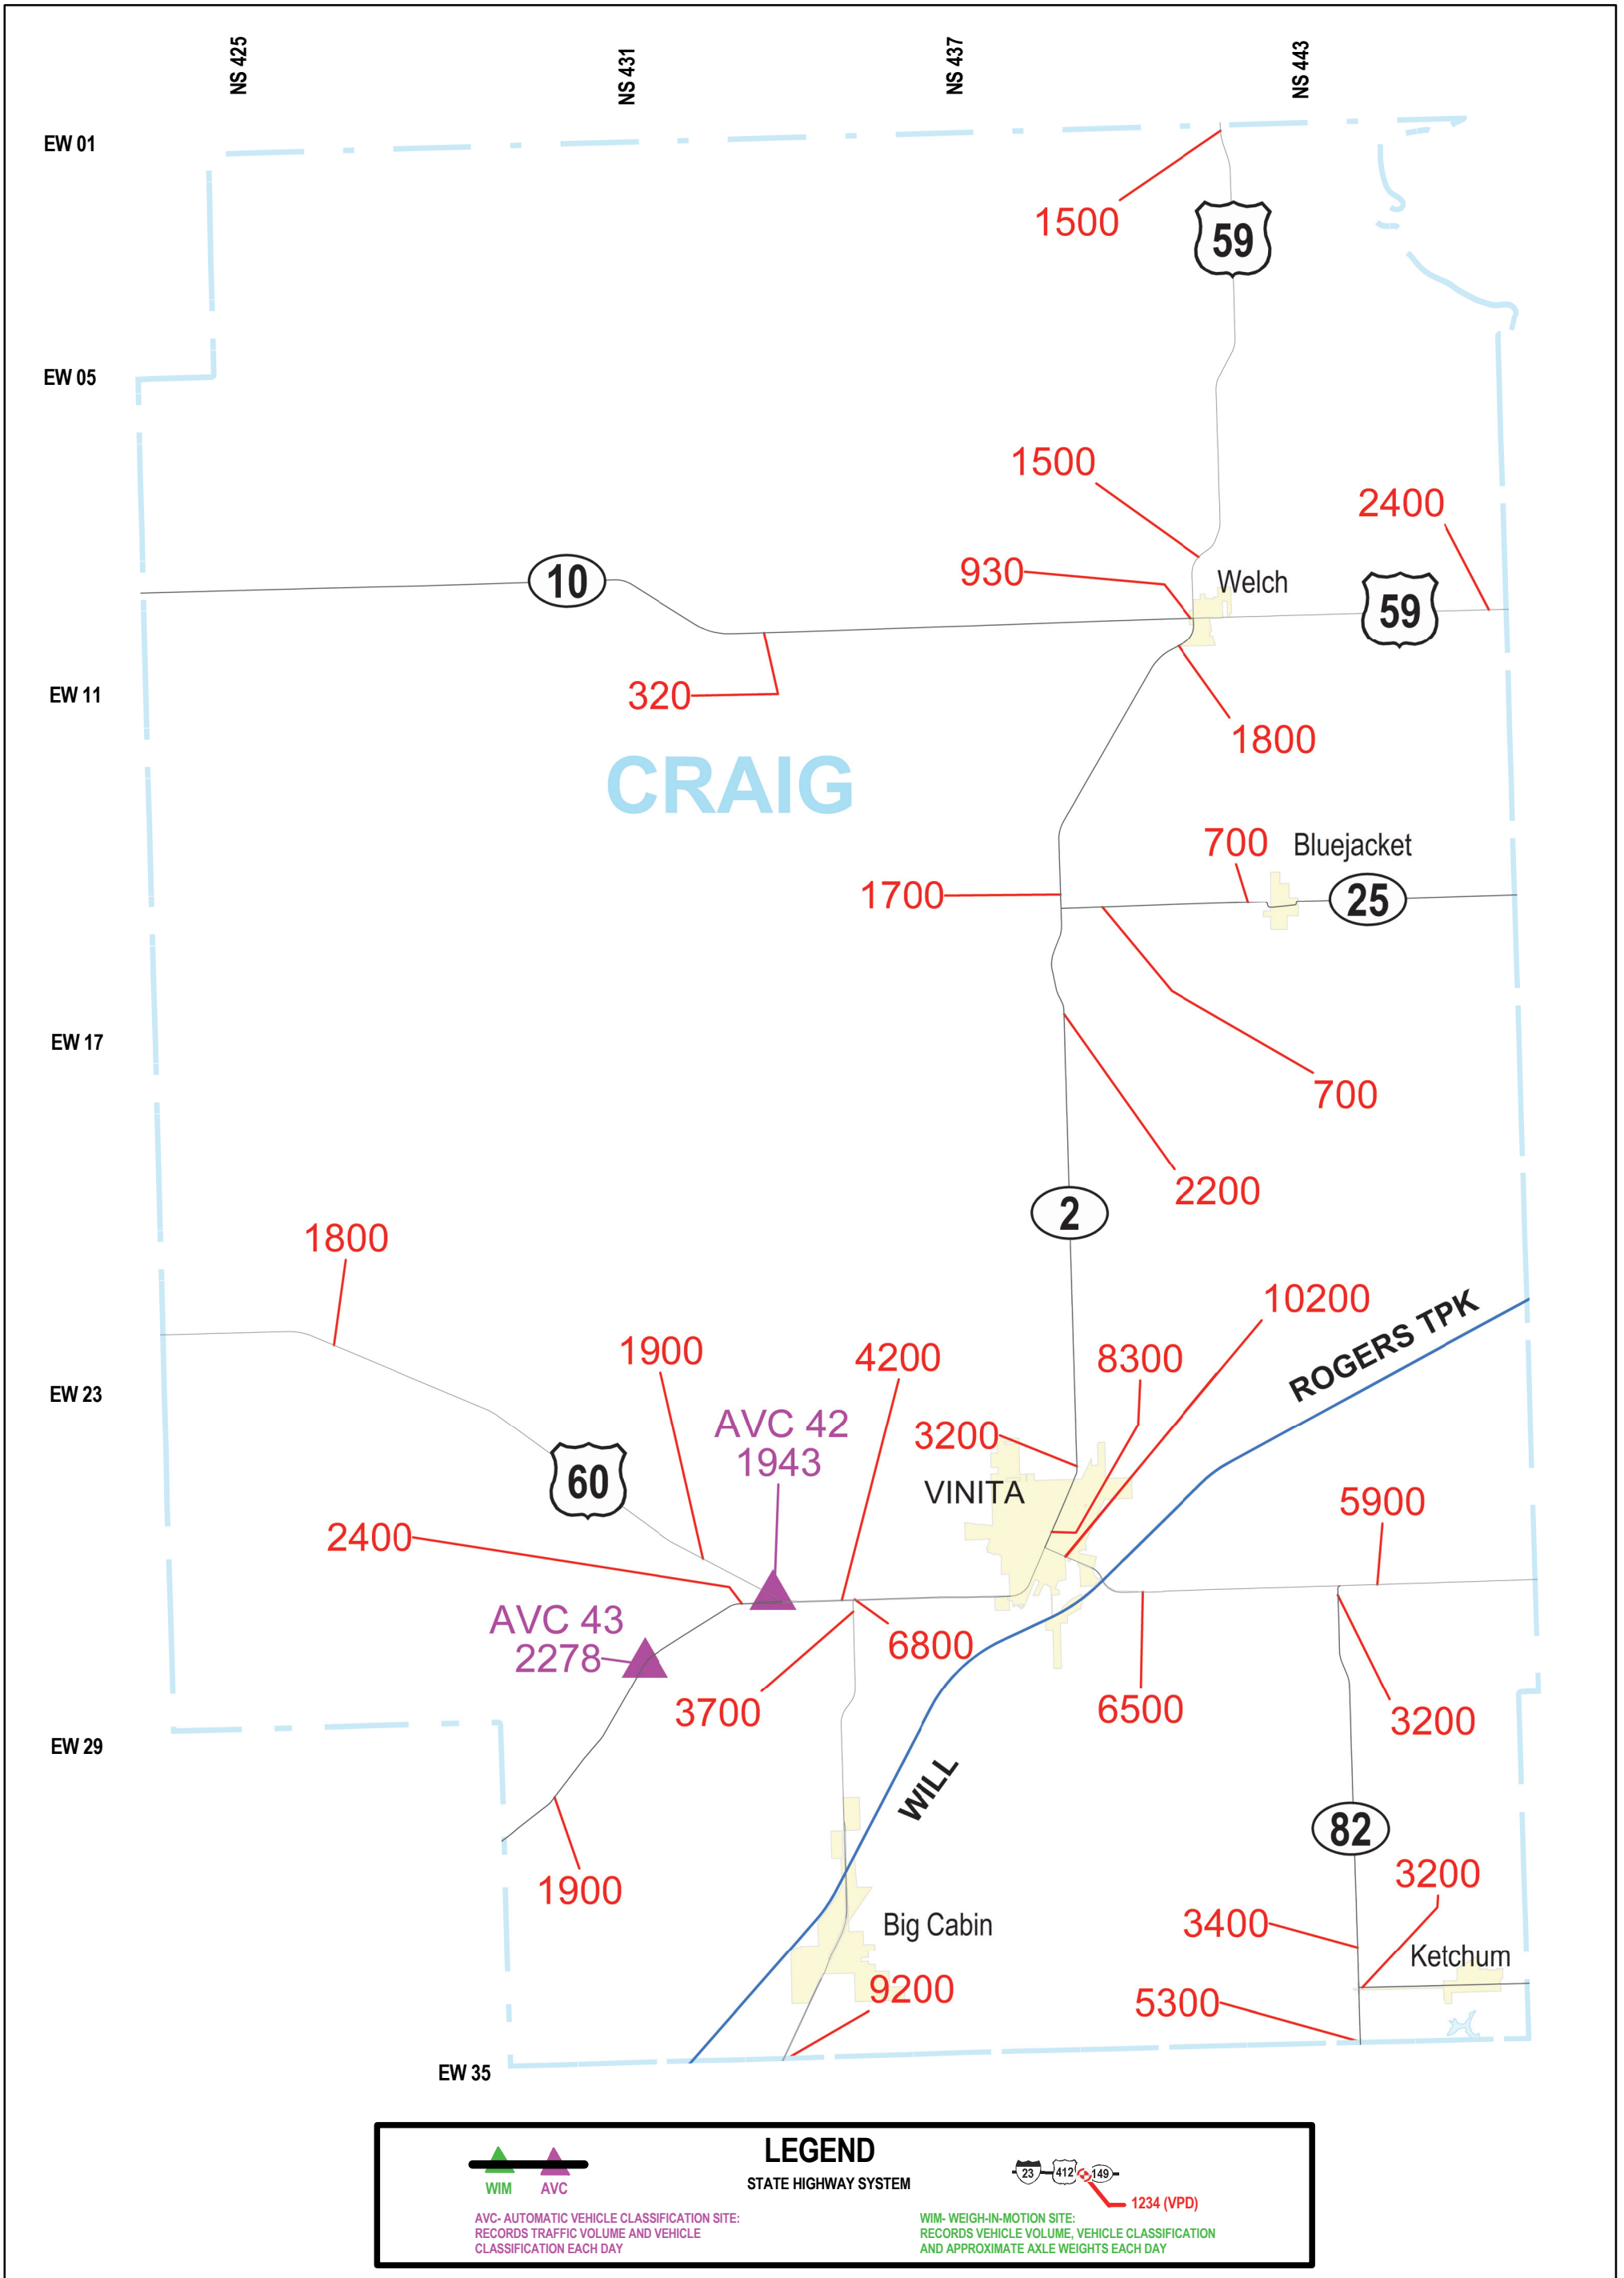 NS 425
NS 431
NS 437
NS 443
EW 01
1500
59
EW 05
1500
2400
930
10
Welch
59
320
EW 11
1800
CRAIG
700
Bluejacket
1700
25
EW 17
700
2200
2
1800
10200
ROGERS TPK
1900
4200
8300
EW 23
AVC 42
1943
3200
60
VINITA
5900
2400
AVC 43
2278
6800
3700
6500
3200
EW 29
WILL
82
1900
3200
Big Cabin
3400
Ketchum
9200
5300
EW 35
LEGEND
STATE HIGHWAY SYSTEM
WIM
AVC
23
412
149
1234 (VPD)
AVC- AUTOMATIC VEHICLE CLASSIFICATION SITE:
RECORDS TRAFFIC VOLUME AND VEHICLE
CLASSIFICATION EACH DAY
WIM- WEIGH-IN-MOTION SITE:
RECORDS VEHICLE VOLUME, VEHICLE CLASSIFICATION
AND APPROXIMATE AXLE WEIGHTS EACH DAY